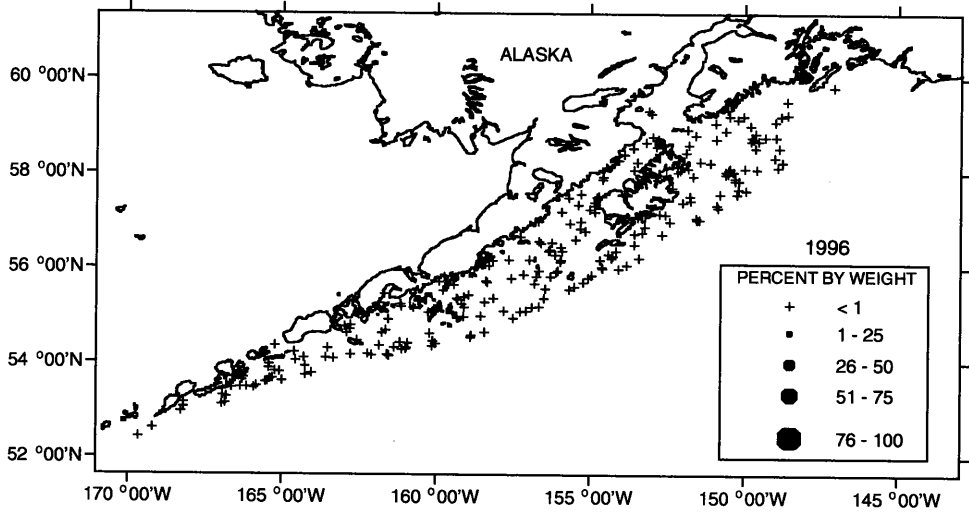 ALASKA
60 °00'N
58 °00'N
56 °00'N
54 °00'N
52 °00'N
1996
PERCENT BY WEIGHT
+ < 1
1 - 25
26 - 50
51 - 75
76 - 100
170 °00'W
165 °00'W
160 °00'W
155 °00'W
150 °00'W
145 °00'W